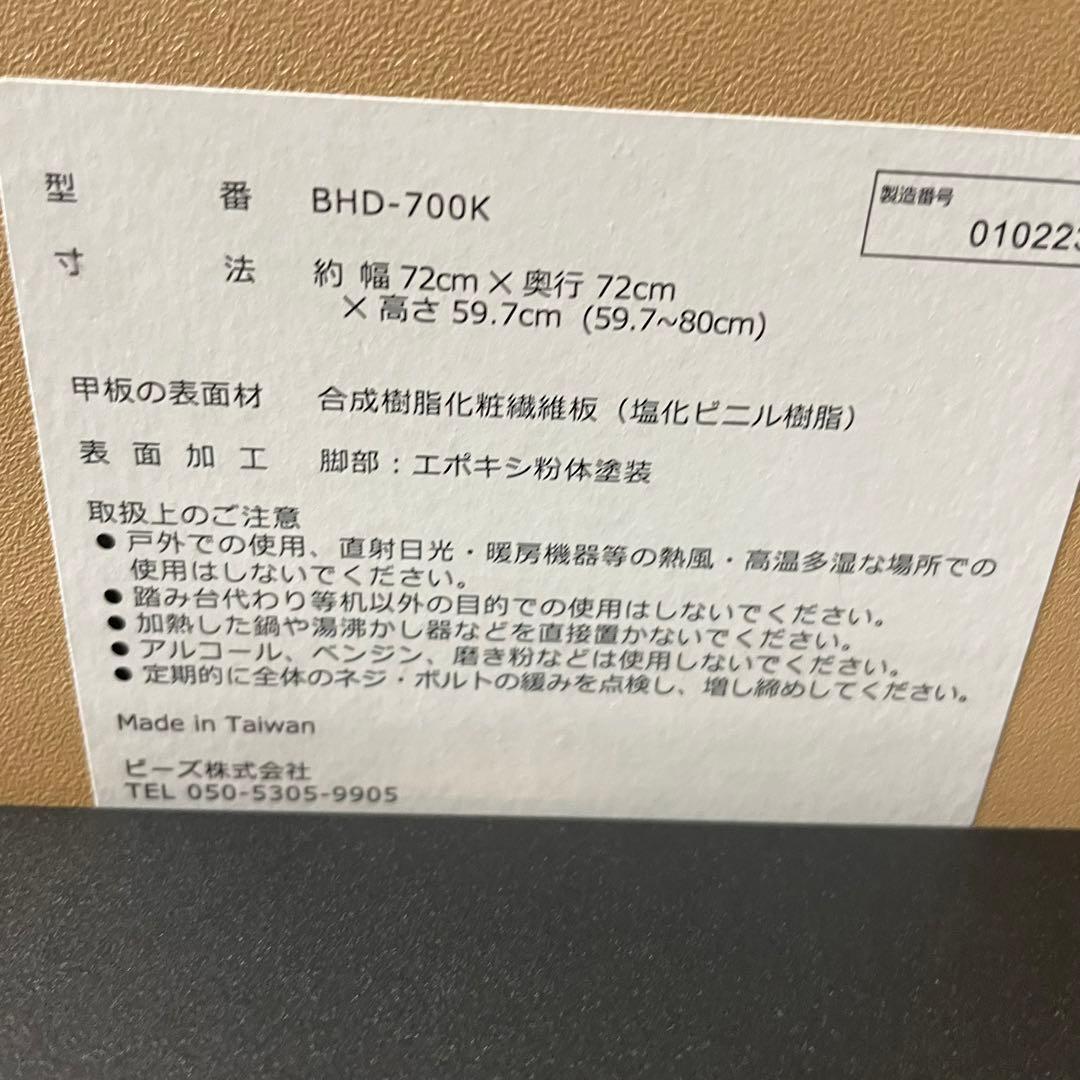 型番 BHD-700K
製造番号
010223
寸法 約 幅 72cm × 奥行 72cm
× 高さ 59.7cm (59.7~80cm)
甲板の表面材 合成樹脂化粧繊維板（塩化ビニル樹脂）
表面加工 脚部：エポキシ粉体塗装
取扱上のご注意
● 戸外での使用、直射日光・暖房機器等の熱風・高温多湿な場所での
使用はしないでください。
● 踏み台代わり等机以外の目的での使用はしないでください。
● 加熱した鍋や湯沸かし器などを直接置かないでください。
● アルコール、ベンジン、磨き粉などは使用しないでください。
● 定期的に全体のネジ・ボルトの緩みを点検し、増し締めしてください。
Made in Taiwan
ビーズ株式会社
TEL 050-5305-9905